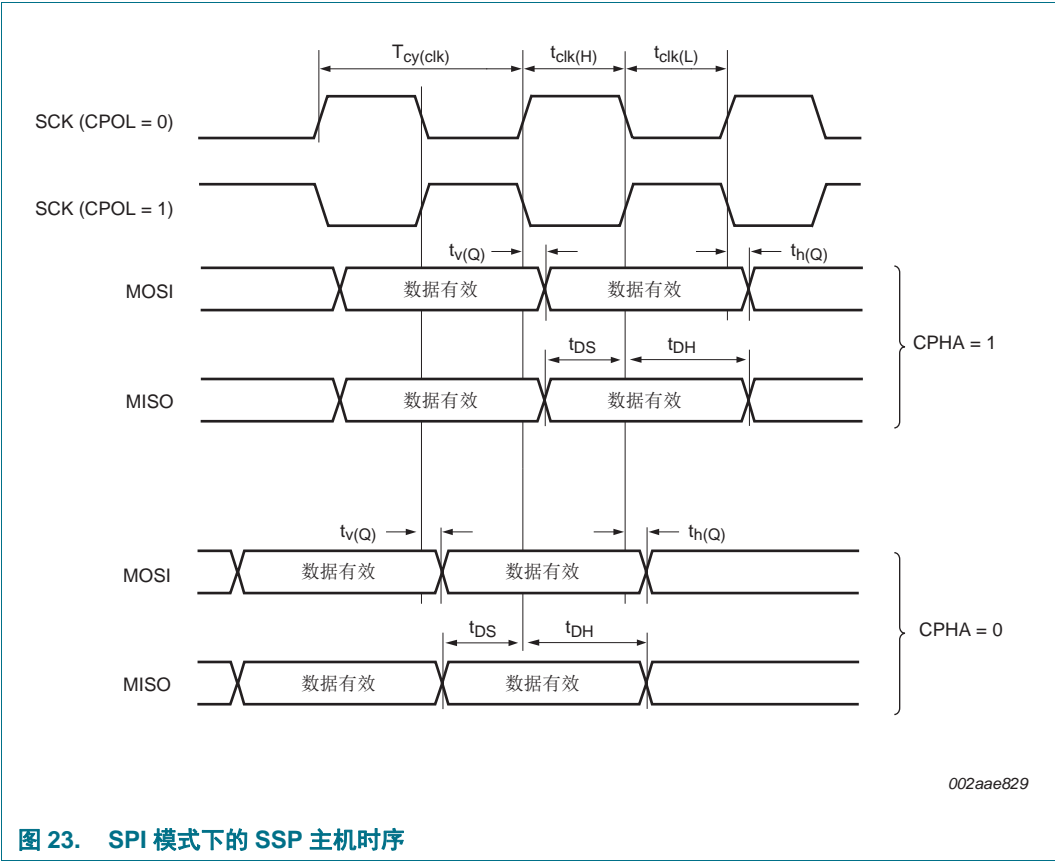 Tcy(clk) tclk(H) tclk(L)
SCK (CPOL = 0)
SCK (CPOL = 1)
tv(Q) th(Q)
MOSI 数据有效 数据有效
CPHA = 1
tDS tDH
MISO 数据有效 数据有效
tv(Q) th(Q)
MOSI 数据有效 数据有效
CPHA = 0
tDS tDH
MISO 数据有效 数据有效
002aae829
图 23. SPI 模式下的 SSP 主机时序